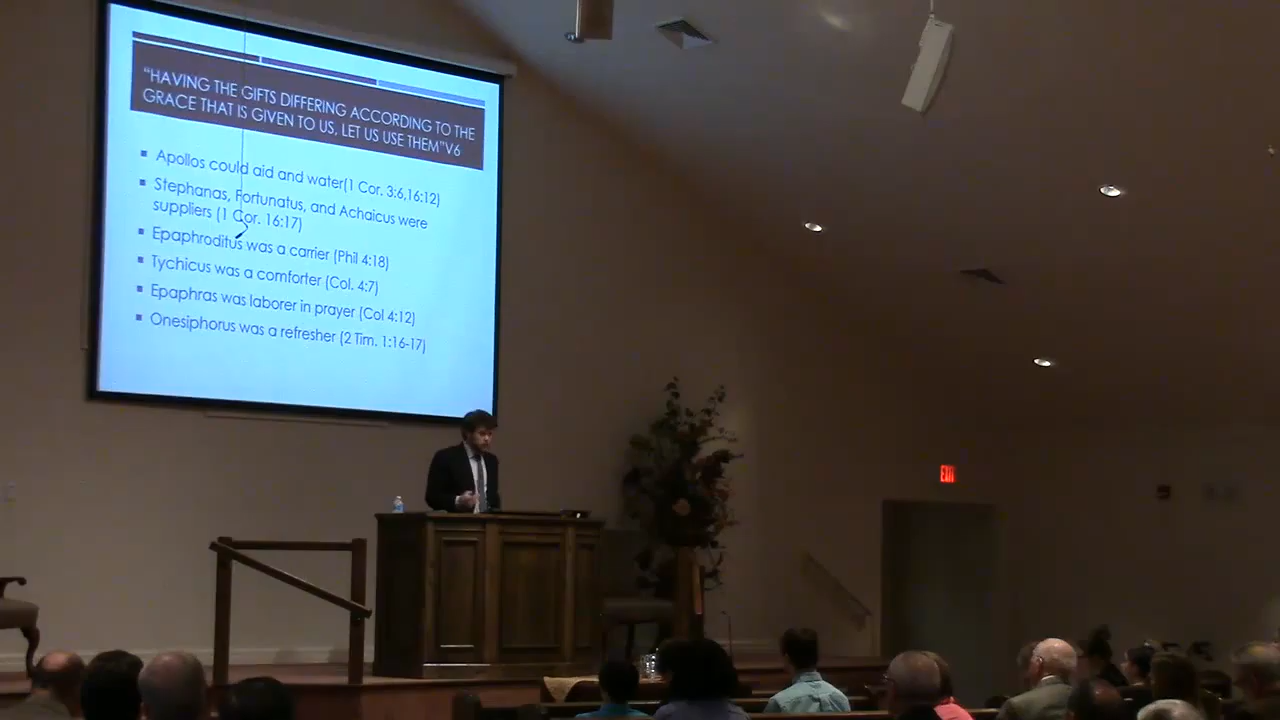 “HAVING THE GIFTS DIFFERING ACCORDING TO THE
GRACE THAT IS GIVEN TO US, LET US USE THEM”V6
▪ Apollos could aid and water(1 Cor. 3:6,16:12)
▪ Stephanas, Fortunatus, and Achaicus were
suppliers (1 Cor. 16:17)
▪ Epaphroditus was a carrier (Phil 4:18)
▪ Tychicus was a comforter (Col. 4:7)
▪ Epaphras was laborer in prayer (Col 4:12)
▪ Onesiphorus was a refresher (2 Tim. 1:16-17)
EXIT